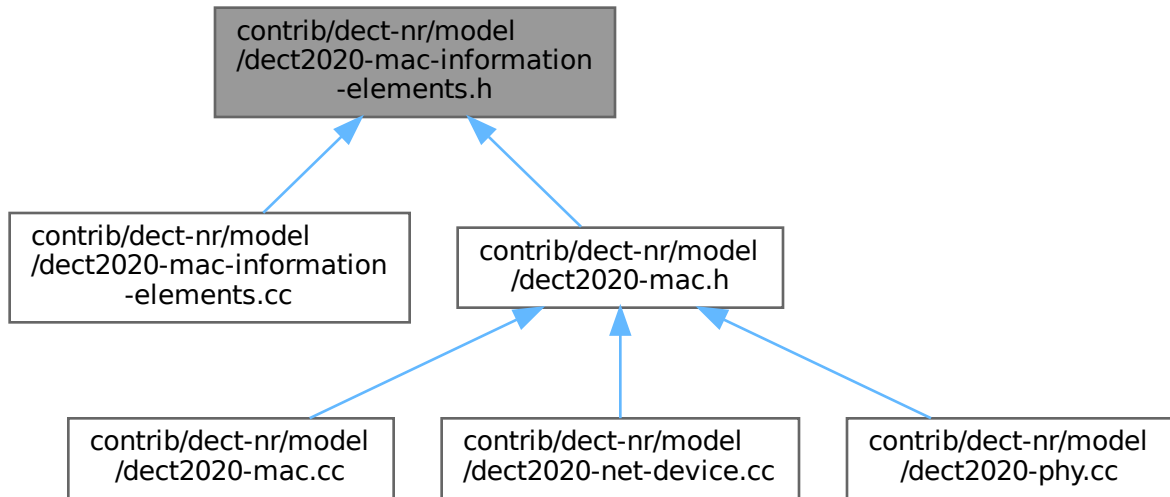 contrib/dect-nr/model
/dect2020-mac-information
-elements.h
contrib/dect-nr/model
/dect2020-mac-information
-elements.cc
contrib/dect-nr/model
/dect2020-mac.h
contrib/dect-nr/model
/dect2020-mac.cc
contrib/dect-nr/model
/dect2020-net-device.cc
contrib/dect-nr/model
/dect2020-phy.cc